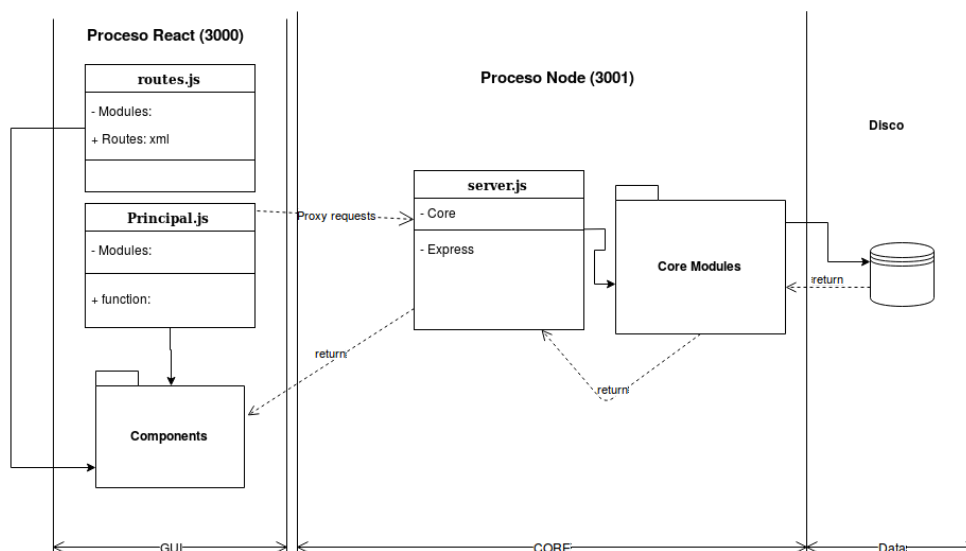 Proceso React (3000)
routes.js
- Modules:
+ Routes: xml
Principal.js
- Modules:
+ function:
Components
Proxy requests
return
Proceso Node (3001)
server.js
- Core
- Express
Core Modules
return
Disco
return
GUI
CORE
Data